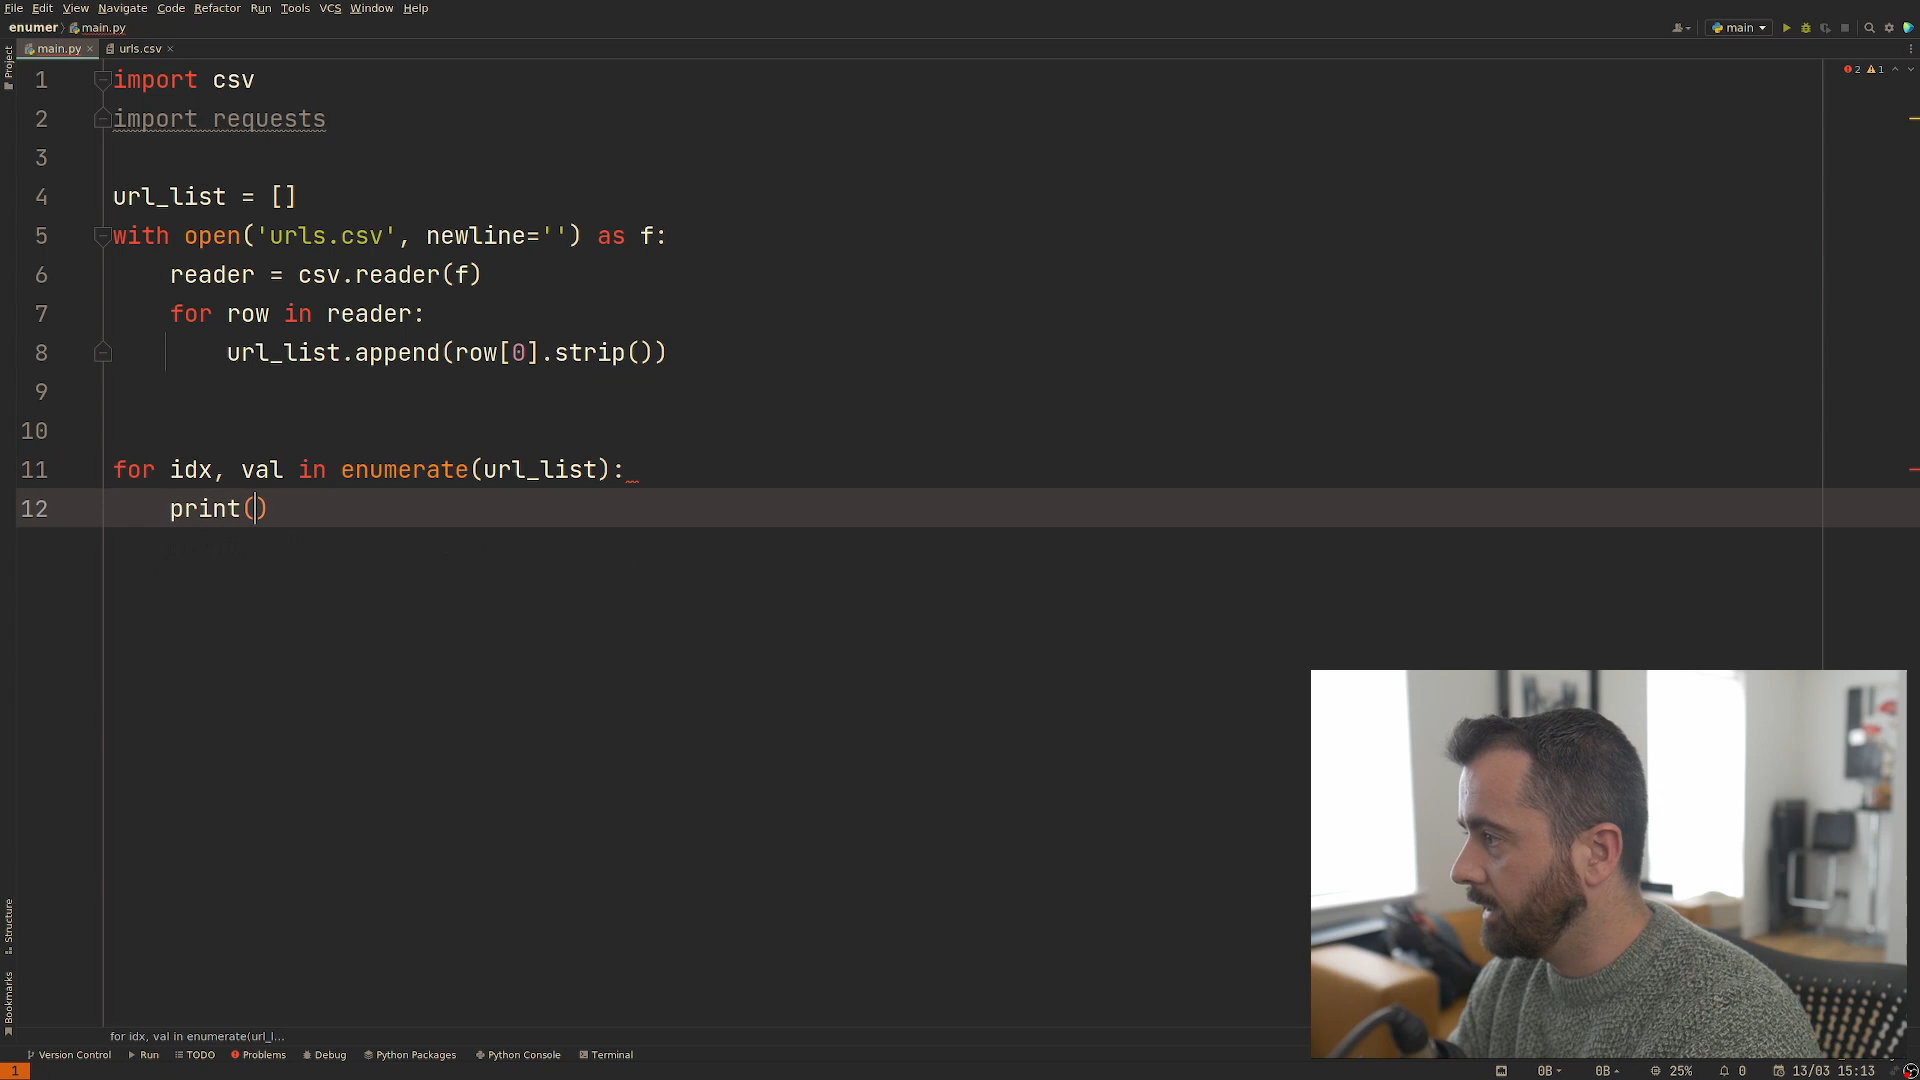 File Edit View Navigate Code Refactor Run Tools VCS Window Help
enumer main.py main
main.py urls.csv
Project
2 1
1 import csv
2 import requests
3
4 url_list = []
5 with open('urls.csv', newline='') as f:
6 reader = csv.reader(f)
7 for row in reader:
8 url_list.append(row[0].strip())
9
10
11 for idx, val in enumerate(url_list):
12 print()
Structure
Bookmarks
for idx, val in enumerate(url_l...
Version Control Run TODO Problems Debug Python Packages Python Console Terminal
1 0B 0B 25% 0 13/03 15:13